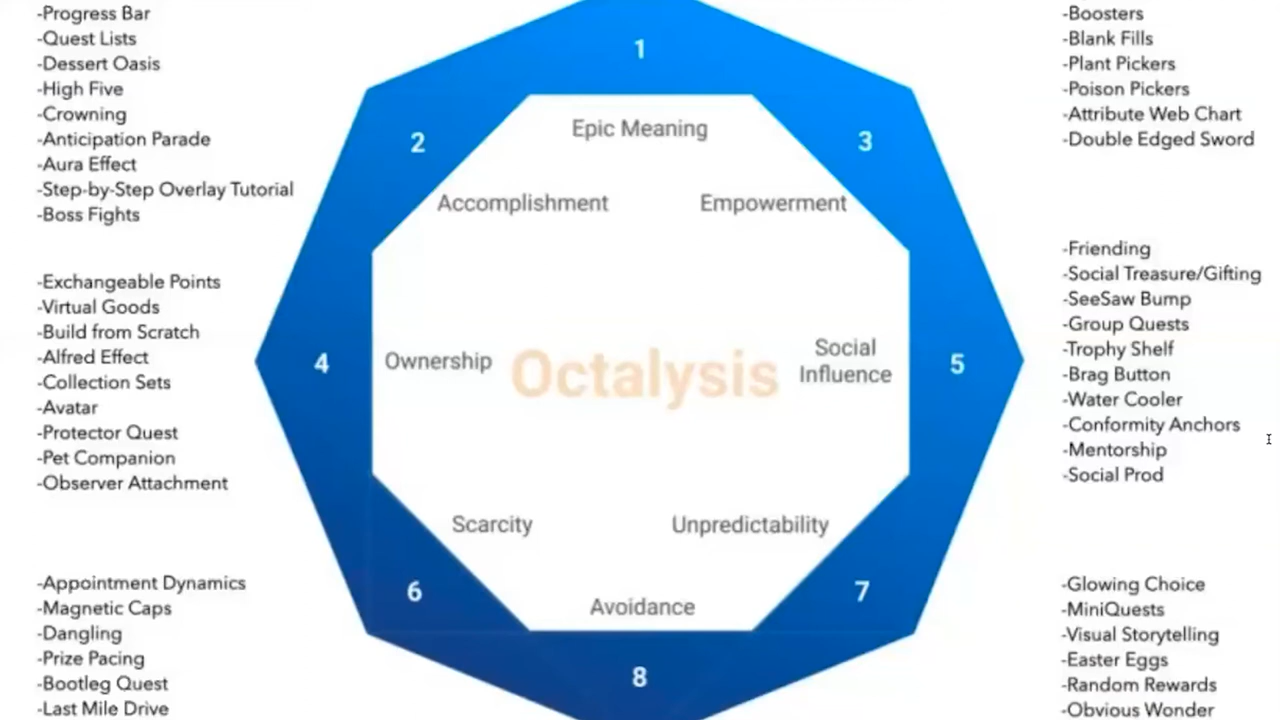 -Progress Bar
-Quest Lists
-Dessert Oasis
-High Five
-Crowning
-Anticipation Parade
-Aura Effect
-Step-by-Step Overlay Tutorial
-Boss Fights
-Exchangeable Points
-Virtual Goods
-Build from Scratch
-Alfred Effect
-Collection Sets
-Avatar
-Protector Quest
-Pet Companion
-Observer Attachment
-Appointment Dynamics
-Magnetic Caps
-Dangling
-Prize Pacing
-Bootleg Quest
-Last Mile Drive
1
2
3
Epic Meaning
Accomplishment
Empowerment
4
Ownership
Octalysis
Social
Influence
5
Scarcity
Unpredictability
6
7
Avoidance
8
-Boosters
-Blank Fills
-Plant Pickers
-Poison Pickers
-Attribute Web Chart
-Double Edged Sword
-Friending
-Social Treasure/Gifting
-SeeSaw Bump
-Group Quests
-Trophy Shelf
-Brag Button
-Water Cooler
-Conformity Anchors
-Mentorship
-Social Prod
-Glowing Choice
-MiniQuests
-Visual Storytelling
-Easter Eggs
-Random Rewards
-Obvious Wonder